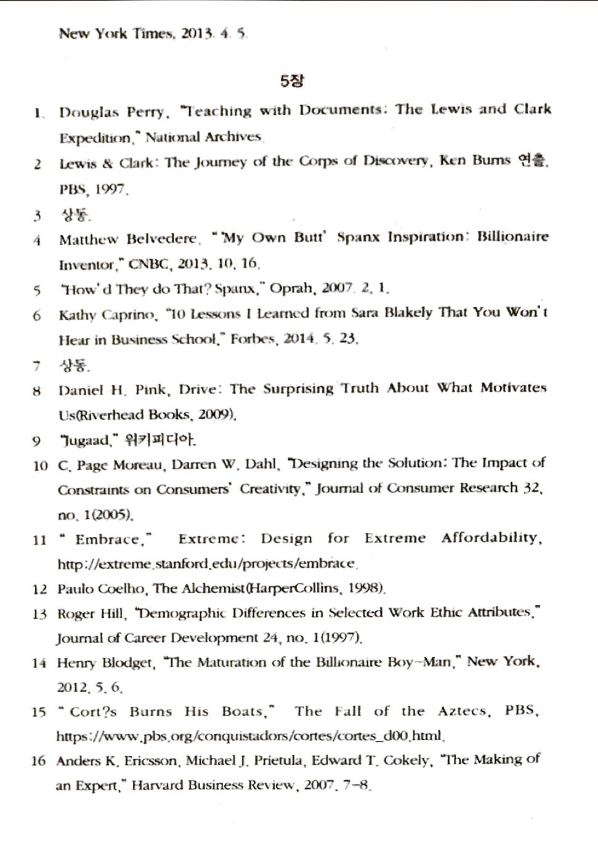 New York Times, 2013. 4. 5.
5장
1. Douglas Perry, “Teaching with Documents: The Lewis and Clark
Expedition,” National Archives.
2 Lewis & Clark: The Journey of the Corps of Discovery, Ken Burns 연출,
PBS, 1997.
3 상동.
4 Matthew Belvedere, “‘My Own Butt’ Spanx Inspiration: Billionaire
Inventor,” CNBC, 2013. 10. 16.
5 “How’d They do That? Spanx,” Oprah, 2007. 2. 1.
6 Kathy Caprino, “10 Lessons I Learned from Sara Blakely That You Won’t
Hear in Business School,” Forbes, 2014. 5. 23.
7 상동.
8 Daniel H. Pink, Drive: The Surprising Truth About What Motivates
Us(Riverhead Books, 2009).
9 “Jugaad,” 위키피디아.
10 C. Page Moreau, Darren W. Dahl, “Designing the Solution: The Impact of
Constraints on Consumers’ Creativity,” Journal of Consumer Research 32,
no. 1(2005).
11 “ Embrace,” Extreme: Design for Extreme Affordability,
http://extreme.stanford.edu/projects/embrace.
12 Paulo Coelho, The Alchemist(HarperCollins, 1998).
13 Roger Hill, “Demographic Differences in Selected Work Ethic Attributes,”
Journal of Career Development 24, no. 1(1997).
14 Henry Blodget, “The Maturation of the Billionaire Boy-Man,” New York,
2012. 5. 6.
15 “ Cort?s Burns His Boats,” The Fall of the Aztecs, PBS,
https://www.pbs.org/conquistadors/cortes/cortes_d00.html.
16 Anders K. Ericsson, Michael J. Prietula, Edward T. Cokely, “The Making of
an Expert,” Harvard Business Review, 2007. 7-8.